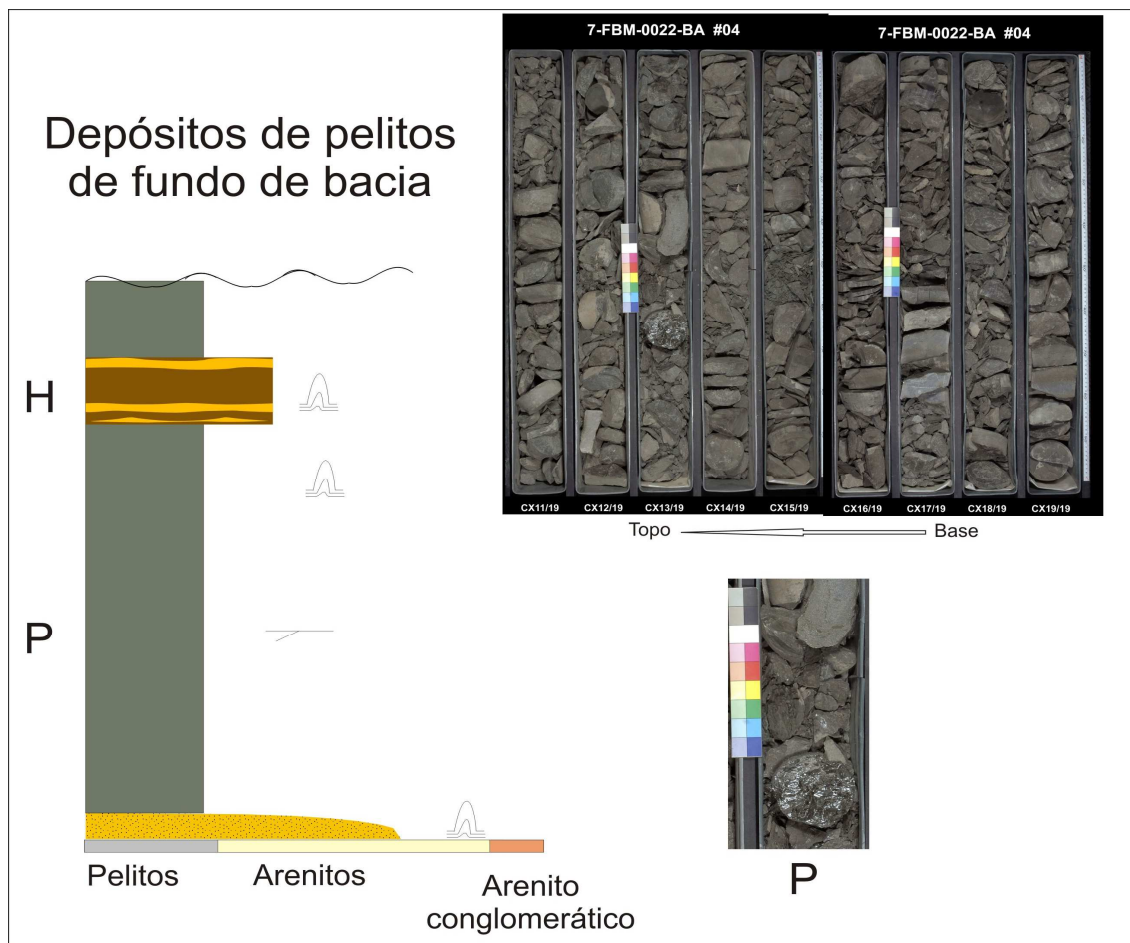 Depósitos de pelitos
de fundo de bacia
H
P
Pelitos
Arenitos
Arenito
conglomerático
7-FBM-0022-BA #04
CX11/19
CX12/19
CX13/19
CX14/19
CX15/19
7-FBM-0022-BA #04
CX16/19
CX17/19
CX18/19
CX19/19
Topo
Base
P